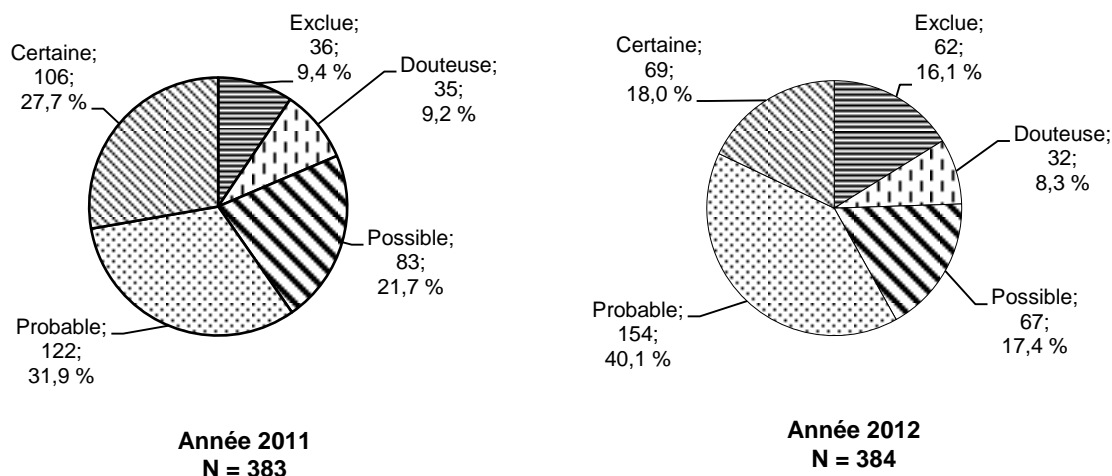 Exclue;
36;
9,4 %
Douteuse;
35;
9,2 %
Possible;
83;
21,7 %
Probable;
122;
31,9 %
Certaine;
106;
27,7 %
Année 2011
N = 383
Exclue;
62
16,1 %
Douteuse;
32;
8,3 %
Possible;
67;
17,4 %
Probable;
154;
40,1 %
Certaine;
69;
18,0 %
Année 2012
N = 384